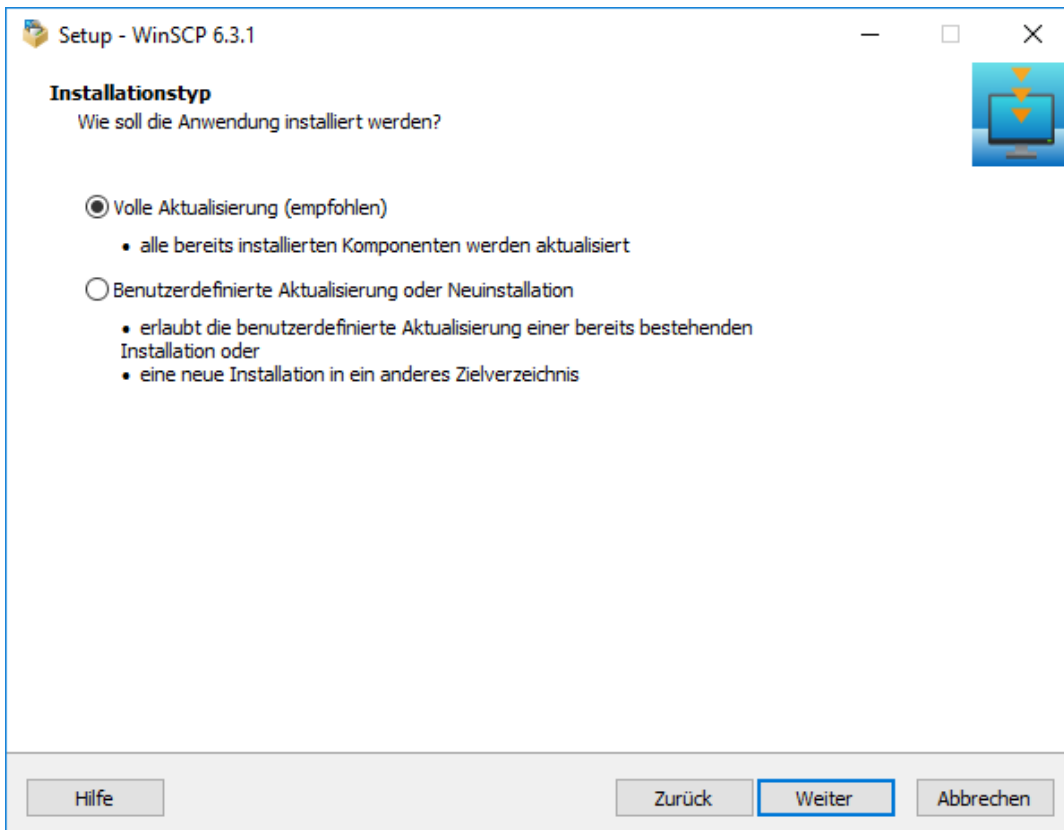 Setup - WinSCP 6.3.1
Installationstyp
Wie soll die Anwendung installiert werden?
Volle Aktualisierung (empfohlen)
• alle bereits installierten Komponenten werden aktualisiert
Benutzerdefinierte Aktualisierung oder Neuinstallation
• erlaubt die benutzerdefinierte Aktualisierung einer bereits bestehenden
Installation oder
• eine neue Installation in ein anderes Zielverzeichnis
Hilfe
Zurück
Weiter
Abbrechen